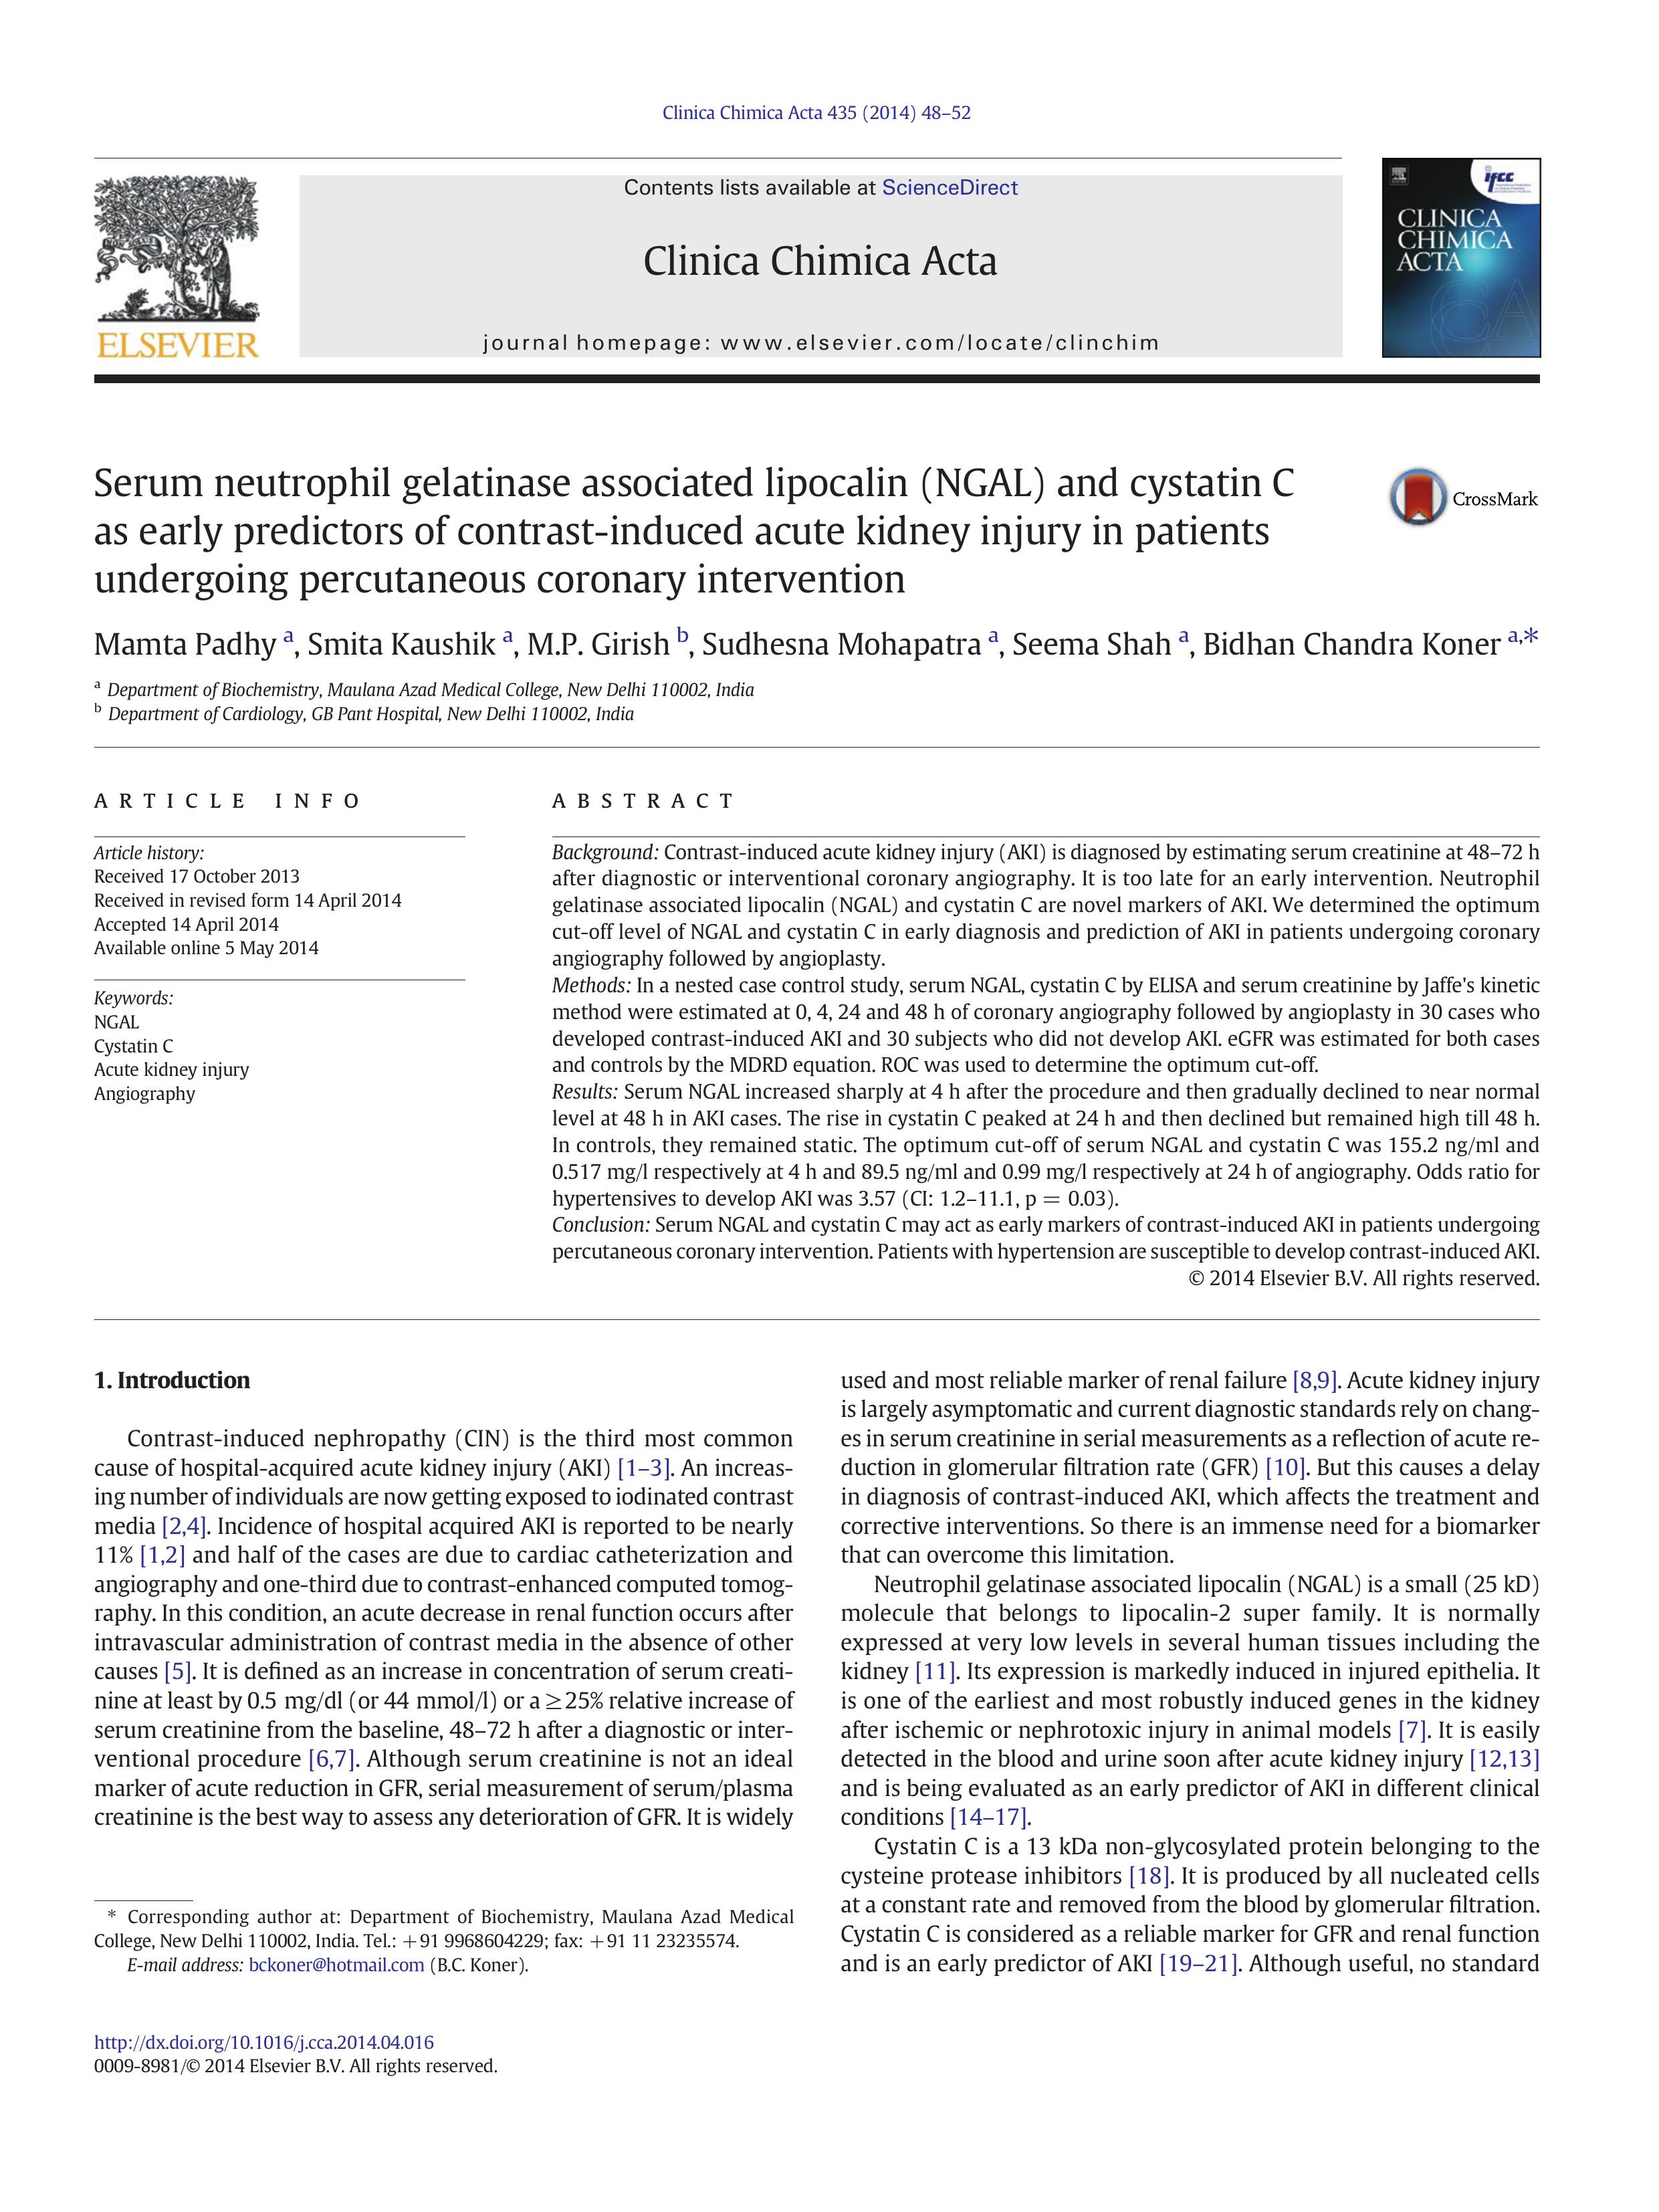 Clinica Chimica Acta 435 (2014) 48–52
Contents lists available at ScienceDirect
Clinica Chimica Acta
journal homepage: www.elsevier.com/locate/clinchim
ELSEVIER
ifcc
CLINICA
CHIMICA
ACTA
Serum neutrophil gelatinase associated lipocalin (NGAL) and cystatin C
as early predictors of contrast-induced acute kidney injury in patients
undergoing percutaneous coronary intervention
CrossMark
Mamta Padhy a, Smita Kaushik a, M.P. Girish b, Sudhesna Mohapatra a, Seema Shah a, Bidhan Chandra Koner a,*
a Department of Biochemistry, Maulana Azad Medical College, New Delhi 110002, India
b Department of Cardiology, GB Pant Hospital, New Delhi 110002, India
ARTICLE INFO
Article history:
Received 17 October 2013
Received in revised form 14 April 2014
Accepted 14 April 2014
Available online 5 May 2014
Keywords:
NGAL
Cystatin C
Acute kidney injury
Angiography
ABSTRACT
Background: Contrast-induced acute kidney injury (AKI) is diagnosed by estimating serum creatinine at 48–72 h
after diagnostic or interventional coronary angiography. It is too late for an early intervention. Neutrophil
gelatinase associated lipocalin (NGAL) and cystatin C are novel markers of AKI. We determined the optimum
cut-off level of NGAL and cystatin C in early diagnosis and prediction of AKI in patients undergoing coronary
angiography followed by angioplasty.
Methods: In a nested case control study, serum NGAL, cystatin C by ELISA and serum creatinine by Jaffe's kinetic
method were estimated at 0, 4, 24 and 48 h of coronary angiography followed by angioplasty in 30 cases who
developed contrast-induced AKI and 30 subjects who did not develop AKI. eGFR was estimated for both cases
and controls by the MDRD equation. ROC was used to determine the optimum cut-off.
Results: Serum NGAL increased sharply at 4 h after the procedure and then gradually declined to near normal
level at 48 h in AKI cases. The rise in cystatin C peaked at 24 h and then declined but remained high till 48 h.
In controls, they remained static. The optimum cut-off of serum NGAL and cystatin C was 155.2 ng/ml and
0.517 mg/l respectively at 4 h and 89.5 ng/ml and 0.99 mg/l respectively at 24 h of angiography. Odds ratio for
hypertensives to develop AKI was 3.57 (CI: 1.2–11.1, p = 0.03).
Conclusion: Serum NGAL and cystatin C may act as early markers of contrast-induced AKI in patients undergoing
percutaneous coronary intervention. Patients with hypertension are susceptible to develop contrast-induced AKI.
© 2014 Elsevier B.V. All rights reserved.
1. Introduction
Contrast-induced nephropathy (CIN) is the third most common
cause of hospital-acquired acute kidney injury (AKI) [1–3]. An increas-
ing number of individuals are now getting exposed to iodinated contrast
media [2,4]. Incidence of hospital acquired AKI is reported to be nearly
11% [1,2] and half of the cases are due to cardiac catheterization and
angiography and one-third due to contrast-enhanced computed tomog-
raphy. In this condition, an acute decrease in renal function occurs after
intravascular administration of contrast media in the absence of other
causes [5]. It is defined as an increase in concentration of serum creati-
nine at least by 0.5 mg/dl (or 44 mmol/l) or a ≥25% relative increase of
serum creatinine from the baseline, 48–72 h after a diagnostic or inter-
ventional procedure [6,7]. Although serum creatinine is not an ideal
marker of acute reduction in GFR, serial measurement of serum/plasma
creatinine is the best way to assess any deterioration of GFR. It is widely
used and most reliable marker of renal failure [8,9]. Acute kidney injury
is largely asymptomatic and current diagnostic standards rely on chang-
es in serum creatinine in serial measurements as a reflection of acute re-
duction in glomerular filtration rate (GFR) [10]. But this causes a delay
in diagnosis of contrast-induced AKI, which affects the treatment and
corrective interventions. So there is an immense need for a biomarker
that can overcome this limitation.
Neutrophil gelatinase associated lipocalin (NGAL) is a small (25 kD)
molecule that belongs to lipocalin-2 super family. It is normally
expressed at very low levels in several human tissues including the
kidney [11]. Its expression is markedly induced in injured epithelia. It
is one of the earliest and most robustly induced genes in the kidney
after ischemic or nephrotoxic injury in animal models [7]. It is easily
detected in the blood and urine soon after acute kidney injury [12,13]
and is being evaluated as an early predictor of AKI in different clinical
conditions [14–17].
Cystatin C is a 13 kDa non-glycosylated protein belonging to the
cysteine protease inhibitors [18]. It is produced by all nucleated cells
at a constant rate and removed from the blood by glomerular filtration.
Cystatin C is considered as a reliable marker for GFR and renal function
and is an early predictor of AKI [19–21]. Although useful, no standard
* Corresponding author at: Department of Biochemistry, Maulana Azad Medical
College, New Delhi 110002, India. Tel.: +91 9968604229; fax: +91 11 23235574.
E-mail address: bckoner@hotmail.com (B.C. Koner).
http://dx.doi.org/10.1016/j.cca.2014.04.016
0009-8981/© 2014 Elsevier B.V. All rights reserved.